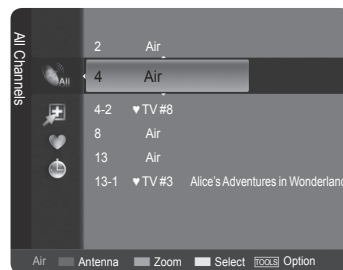 All Channels
2 Air
All
4 Air
4-2 ♥ TV #8
8 Air
13 Air
13-1 ♥ TV #3 Alice's Adventures in Wonderland
Air Antenna Zoom Select TOOLS Option